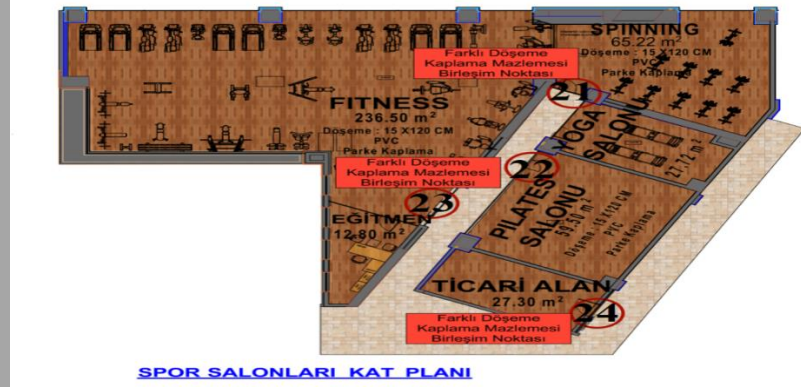 SPINNING
65.22 m²
Döşeme : 15 X120 CM
PVC
Parke Kaplama
Farklı Döşeme
Kaplama Mazlemesi
Birleşim Noktası
21
FITNESS
236.50 m²
Döşeme : 15 X120 CM
PVC
Parke Kaplama
YOGA
SALONU
27.12 m²
Farklı Döşeme
Kaplama Mazlemesi
Birleşim Noktası
22
23
PILATES
SALONU
59.50 m²
Döşeme : 15 X120 CM
PVC
Parke Kaplama
EĞİTMEN
12.80 m²
TİCARİ ALAN
27.30 m²
24
Farklı Döşeme
Kaplama Mazlemesi
Birleşim Noktası
SPOR SALONLARI KAT PLANI